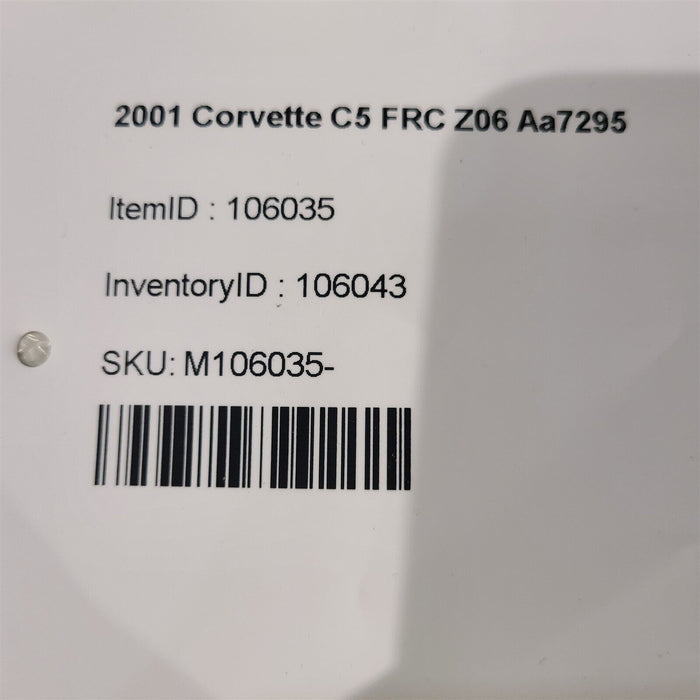 2001 Corvette C5 FRC Z06 Aa7295
ItemID : 106035
InventoryID : 106043
SKU: M106035-